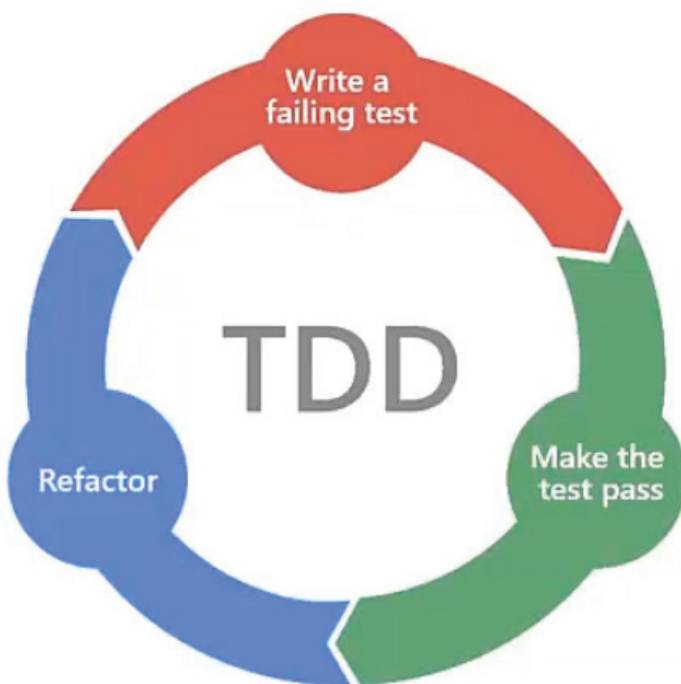 Write a
failing test
TDD
Make the
test pass
Refactor